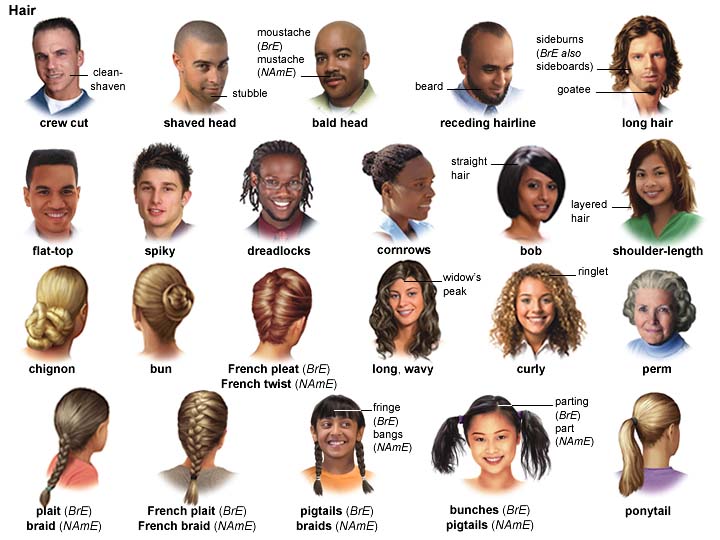 Hair
clean-
shaven
crew cut
stubble
shaved head
moustache
(BrE)
mustache
(NAmE)
bald head
beard
receding hairline
sideburns
(BrE also
sideboards)
goatee
long hair
flat-top
spiky
dreadlocks
cornrows
straight
hair
bob
layered
hair
shoulder-length
chignon
bun
French pleat (BrE)
French twist (NAmE)
widow's
peak
long, wavy
ringlet
curly
perm
plait (BrE)
braid (NAmE)
French plait (BrE)
French braid (NAmE)
fringe
(BrE)
bangs
(NAmE)
pigtails (BrE)
braids (NAmE)
parting
(BrE)
part
(NAmE)
bunches (BrE)
pigtails (NAmE)
ponytail